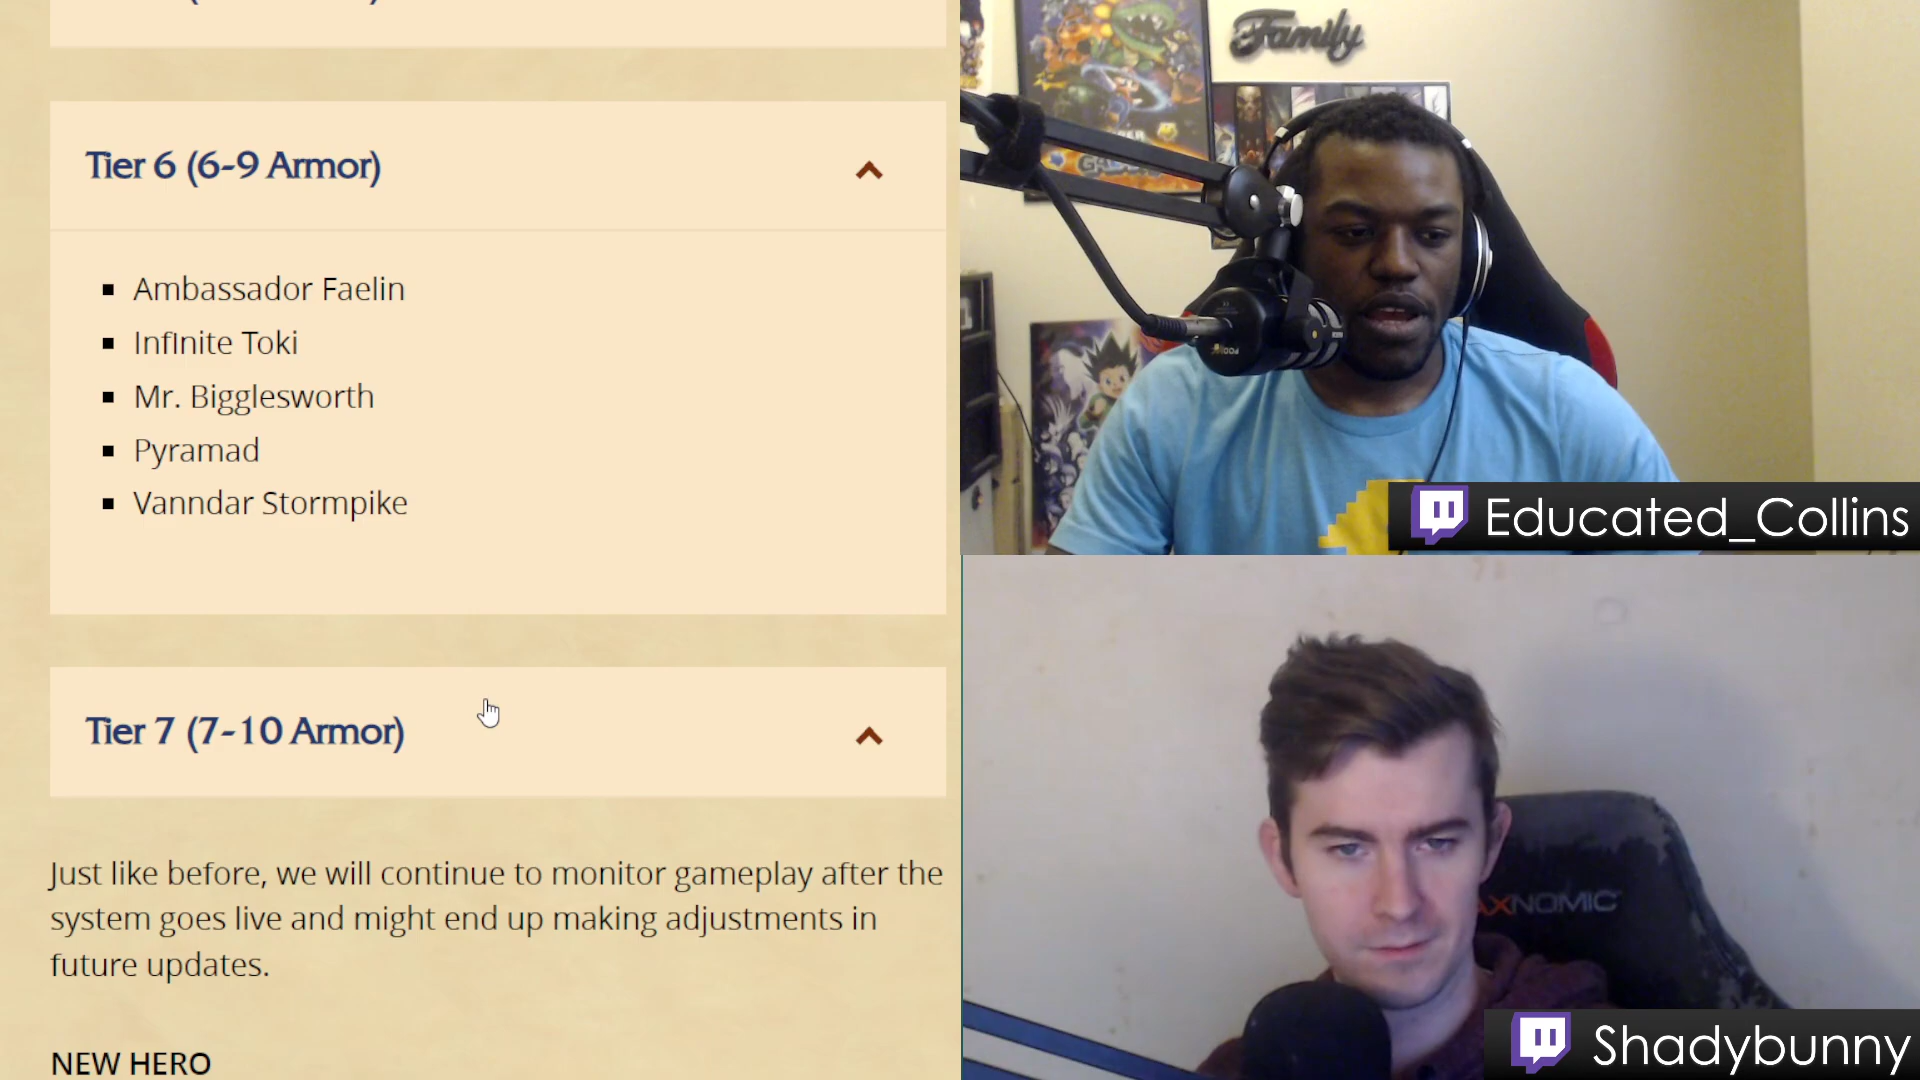 Tier 6 (6-9 Armor)
Ambassador Faelin
Infinite Toki
Mr. Bigglesworth
Pyramad
Vanndar Stormpike
Tier 7 (7-10 Armor)
Just like before, we will continue to monitor gameplay after the
system goes live and might end up making adjustments in
future updates.
NEW HERO
Family
Educated_Collins
AXNOMIC
Shadybunny